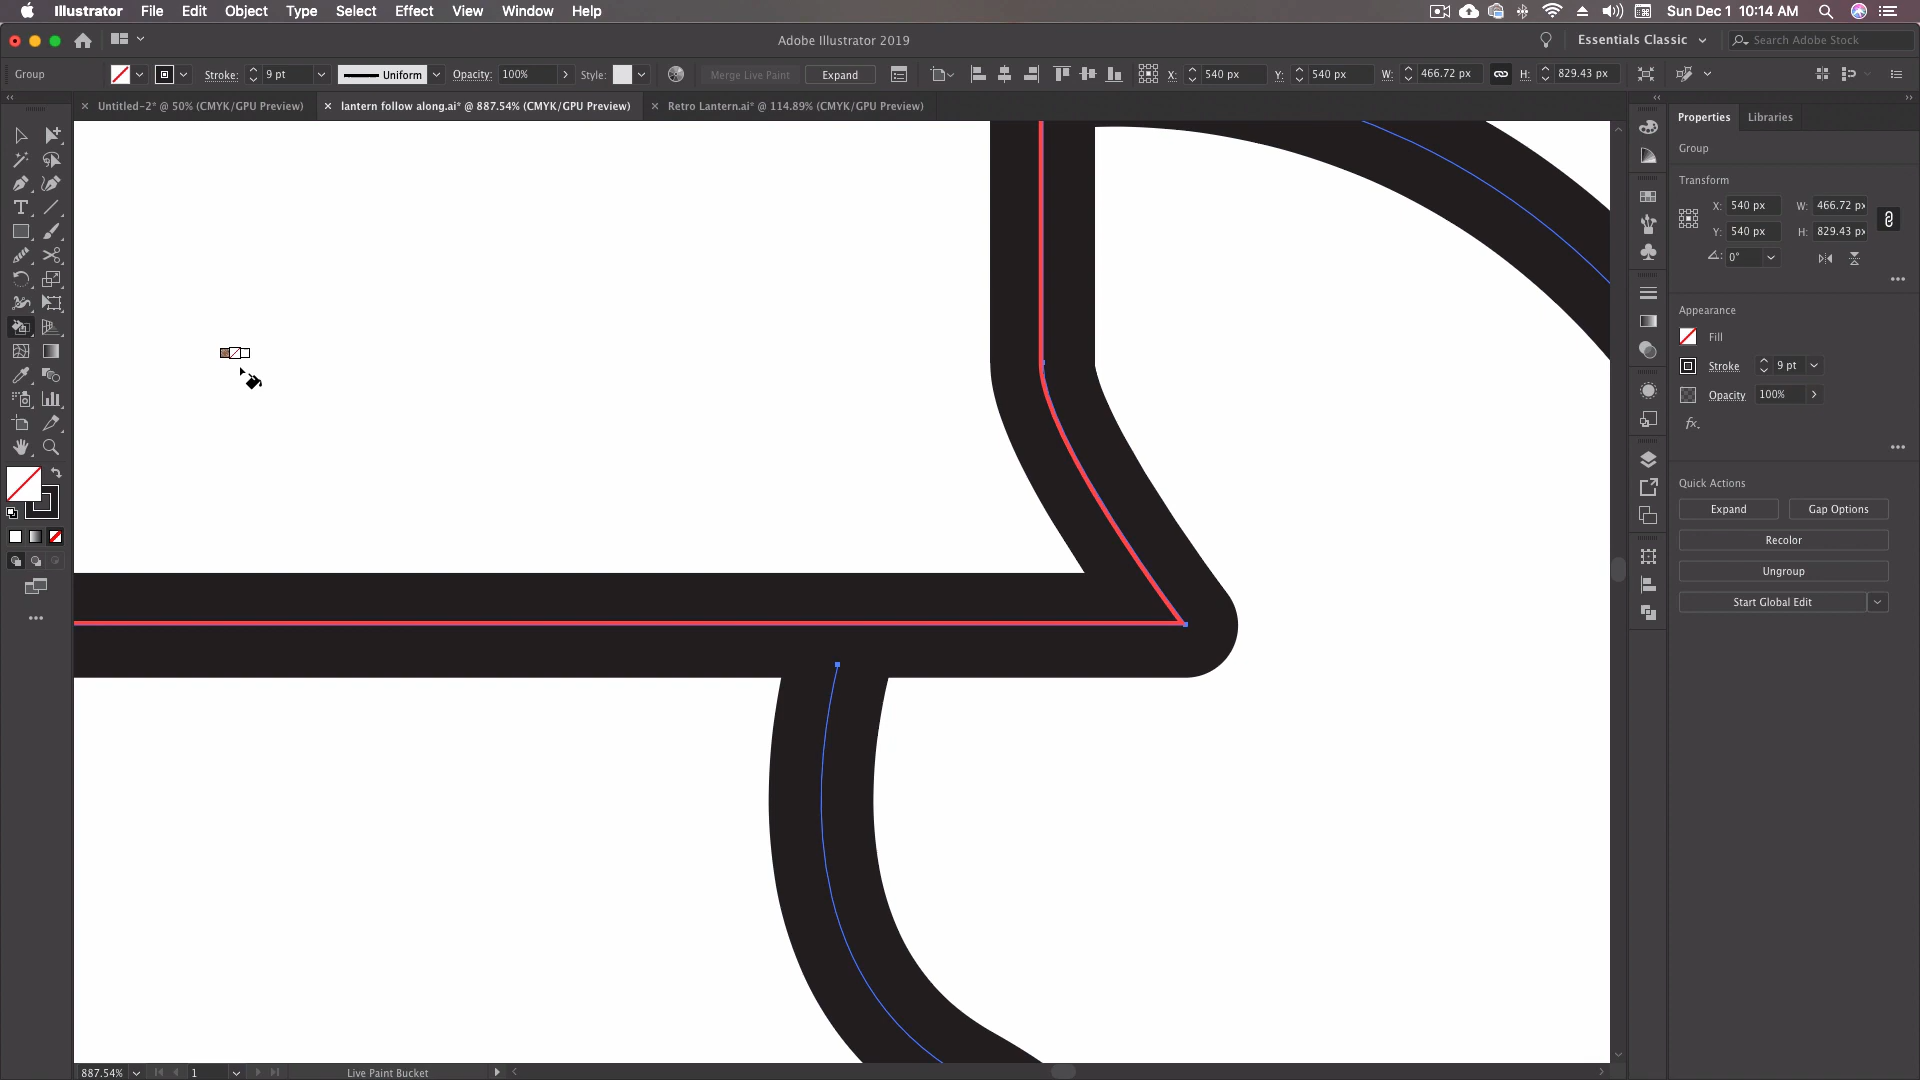 Illustrator File Edit Object Type Select Effect View Window Help Sun Dec 1 10:14 AM
Adobe Illustrator 2019 Essentials Classic Search Adobe Stock
Group Stroke: 9 pt Uniform Opacity: 100% Style: Merge Live Paint Expand X: 540 px Y: 540 px W: 466.72 px H: 829.43 px
Untitled-2* @ 50% (CMYK/GPU Preview) lantern follow along.ai* @ 887.54% (CMYK/GPU Preview) Retro Lantern.ai* @ 114.89% (CMYK/GPU Preview)
Properties Libraries
Group
Transform
X: 540 px W: 466.72 px
Y: 540 px H: 829.43 px
0°
Appearance
Fill
Stroke 9 pt
Opacity 100%
fx.
Quick Actions
Expand Gap Options
Recolor
Ungroup
Start Global Edit
887.54% 1 Live Paint Bucket